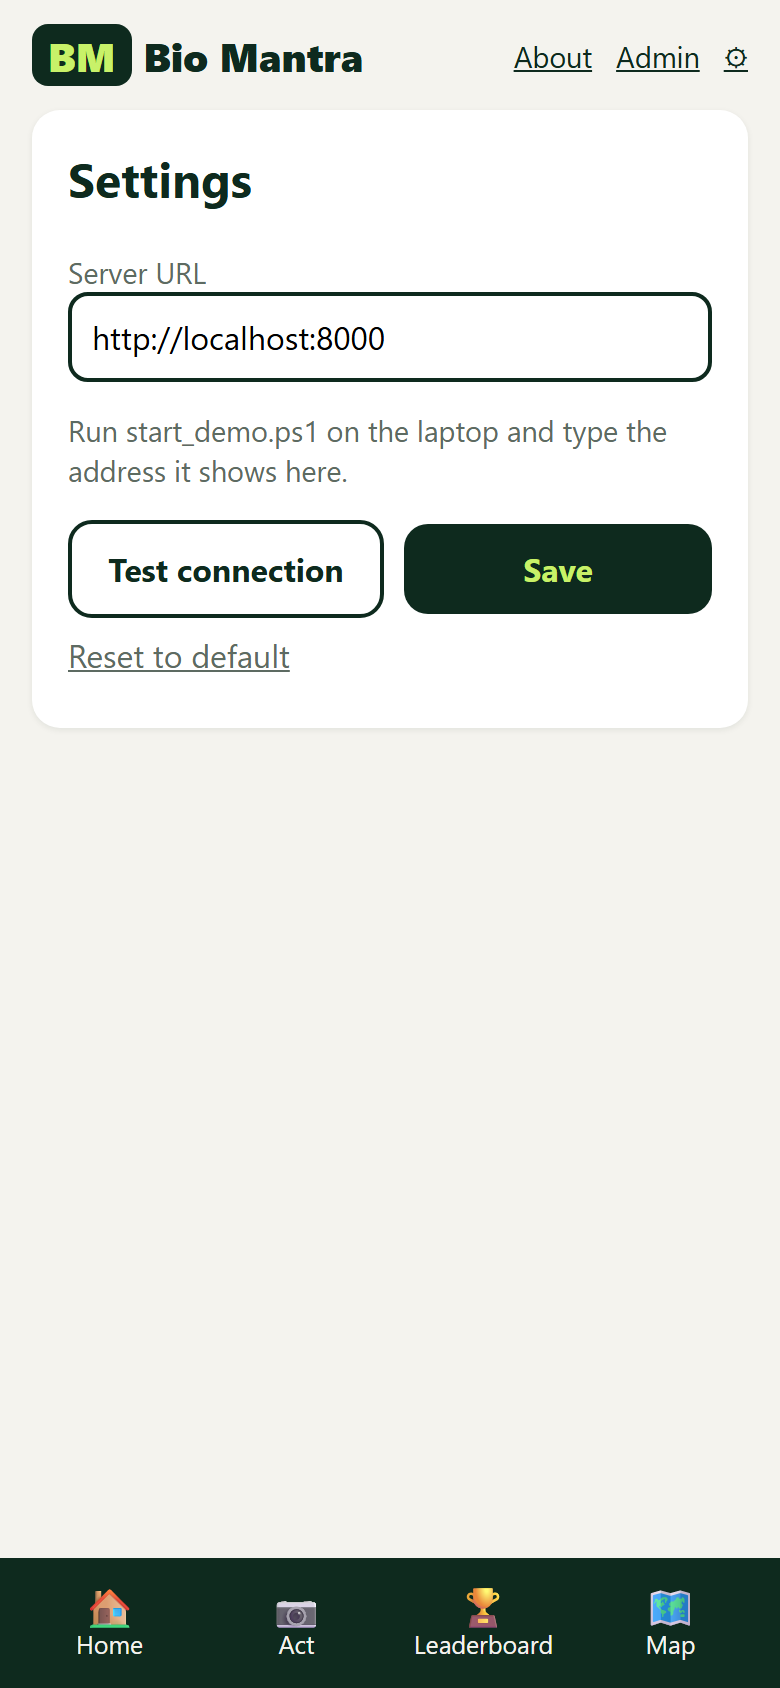 BM Bio Mantra About Admin ⚙
Settings
Server URL
http://localhost:8000
Run start_demo.ps1 on the laptop and type the
address it shows here.
Test connection Save
Reset to default
Home Act Leaderboard Map